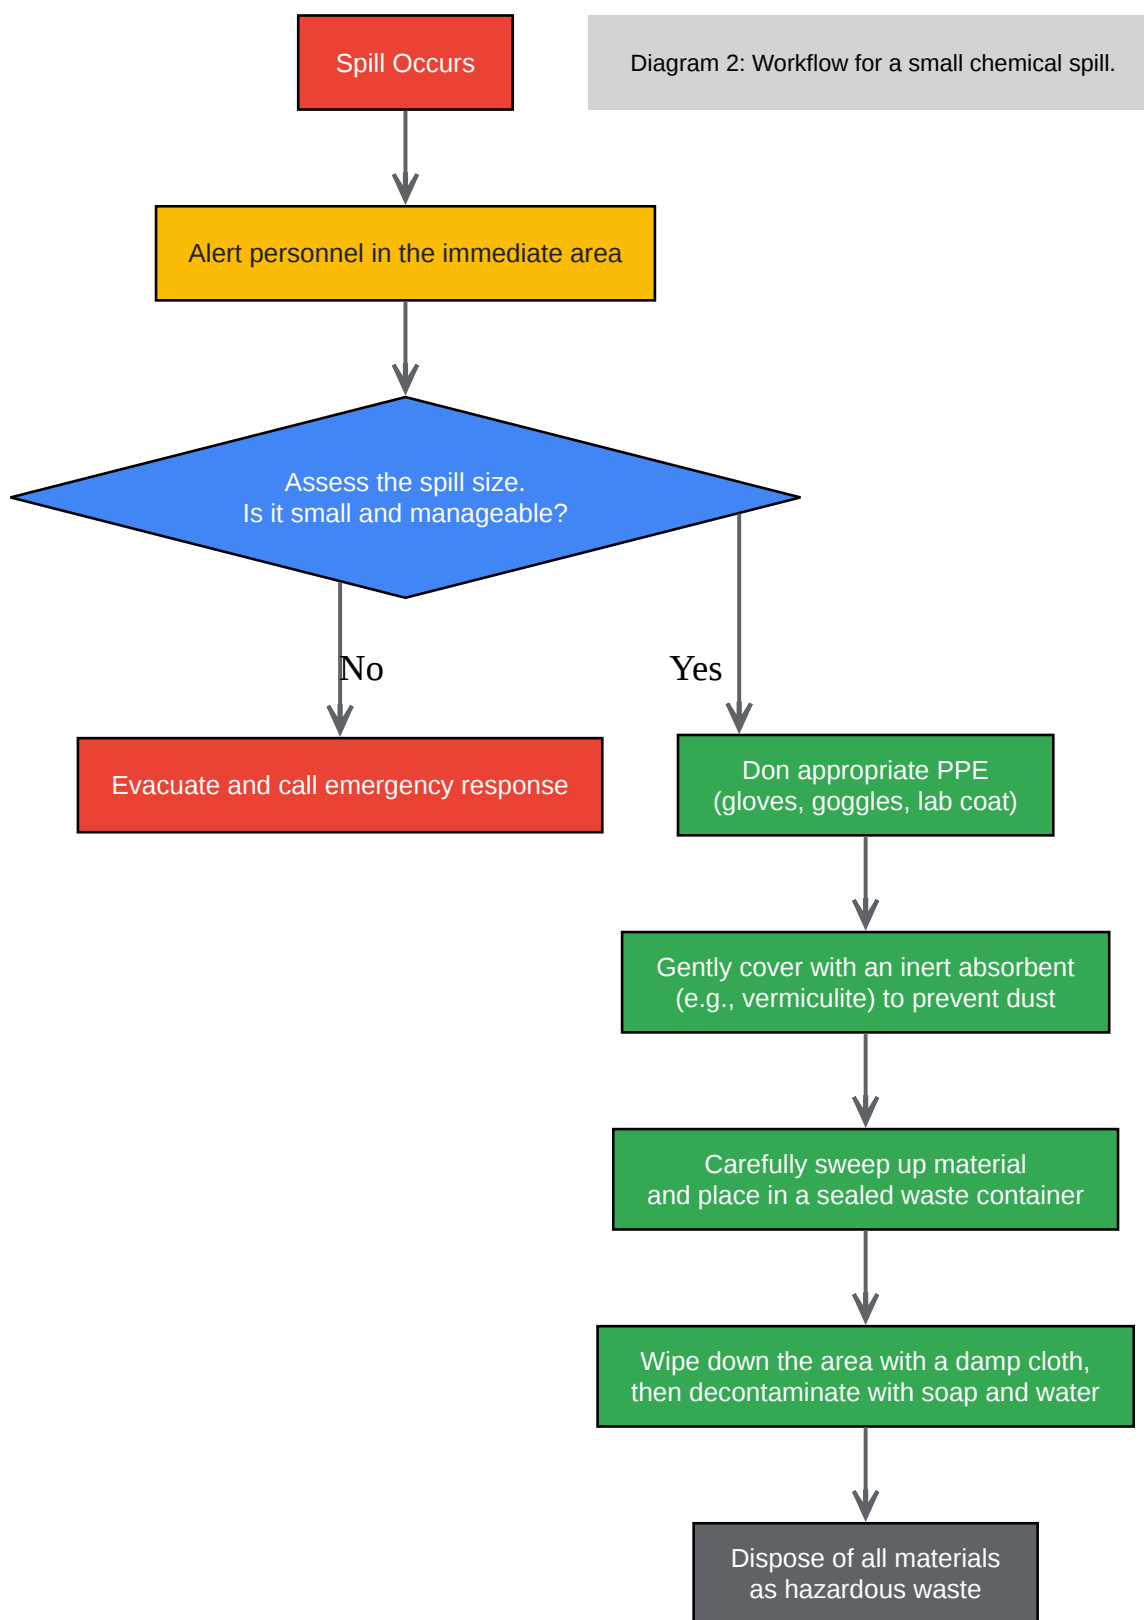 Spill Occurs
Diagram 2: Workflow for a small chemical spill.
Alert personnel in the immediate area
Assess the spill size.
Is it small and manageable?
No
Yes
Evacuate and call emergency response
Don appropriate PPE
(gloves, goggles, lab coat)
Gently cover with an inert absorbent
(e.g., vermiculite) to prevent dust
Carefully sweep up material
and place in a sealed waste container
Wipe down the area with a damp cloth,
then decontaminate with soap and water
Dispose of all materials
as hazardous waste